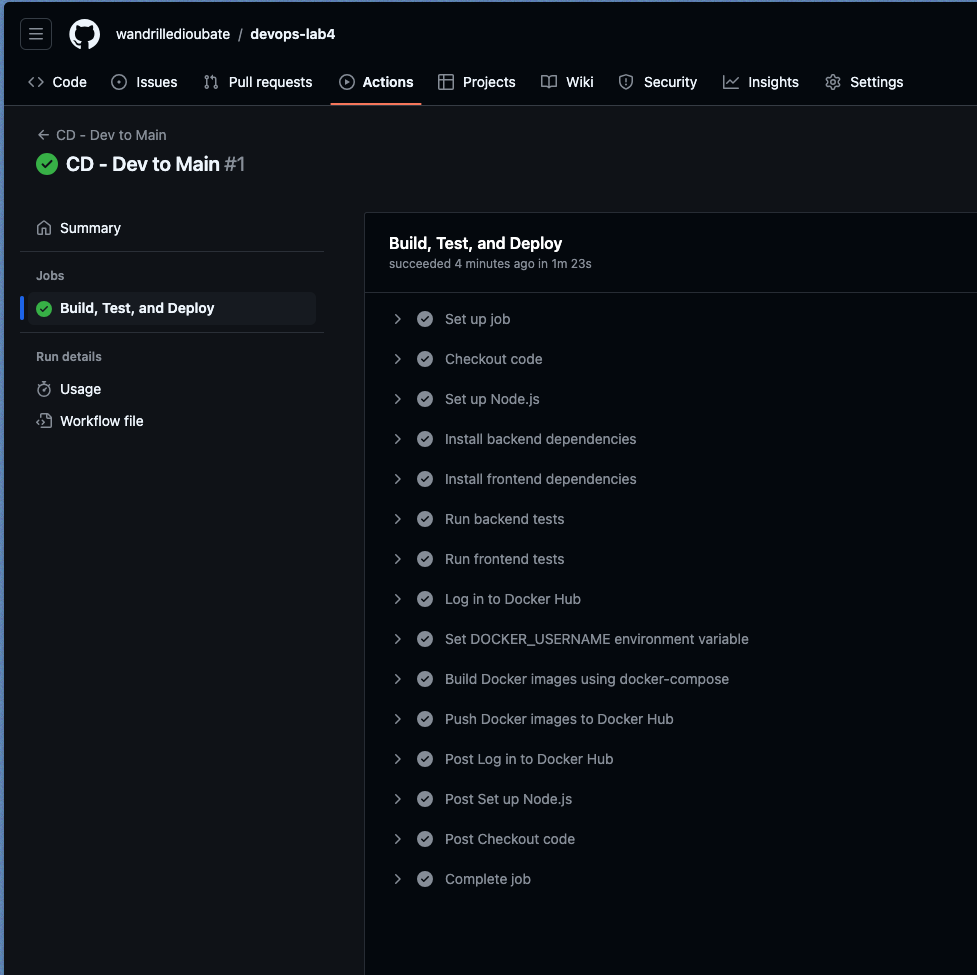 wandrilledioubate / devops-lab4
Code Issues Pull requests Actions Projects Wiki Security Insights Settings
← CD - Dev to Main
CD - Dev to Main #1
Summary
Jobs
Build, Test, and Deploy
Run details
Usage
Workflow file
Build, Test, and Deploy
succeeded 4 minutes ago in 1m 23s
Set up job
Checkout code
Set up Node.js
Install backend dependencies
Install frontend dependencies
Run backend tests
Run frontend tests
Log in to Docker Hub
Set DOCKER_USERNAME environment variable
Build Docker images using docker-compose
Push Docker images to Docker Hub
Post Log in to Docker Hub
Post Set up Node.js
Post Checkout code
Complete job